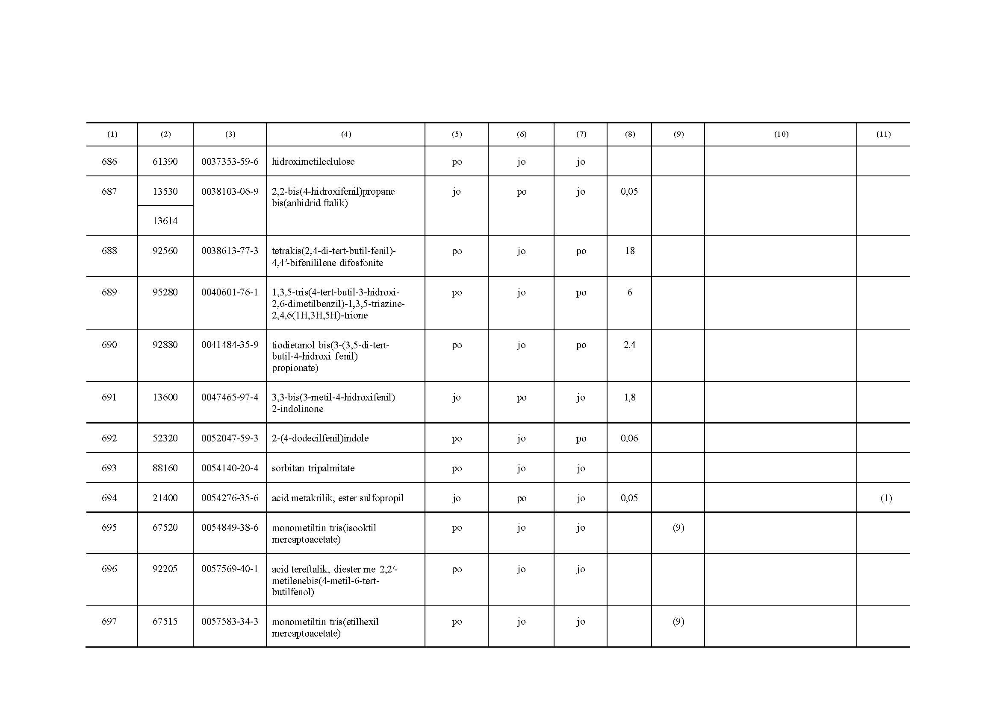 (1) (2) (3) (4) (5) (6) (7) (8) (9) (10) (11)
686 61390 0037353-59-6 hidroximetilcelulose po jo jo
687 13530 0038103-06-9 2,2-bis(4-hidroxifenil)propane jo po jo 0,05
bis(anhidrid ftalik)
13614
688 92560 0038613-77-3 tetrakis(2,4-di-tert-butil-fenil)- po jo po 18
4,4′-bifenililene difosfonite
689 95280 0040601-76-1 1,3,5-tris(4-tert-butil-3-hidroxi- po jo po 6
2,6-dimetilbenzil)-1,3,5-triazine-
2,4,6(1H,3H,5H)-trione
690 92880 0041484-35-9 tiodietanol bis(3-(3,5-di-tert- po jo po 2,4
butil-4-hidroxi fenil)
propionate)
691 13600 0047465-97-4 3,3-bis(3-metil-4-hidroxifenil) jo po jo 1,8
2-indolinone
692 52320 0052047-59-3 2-(4-dodecilfenil)indole po jo po 0,06
693 88160 0054140-20-4 sorbitan tripalmitate po jo jo
694 21400 0054276-35-6 acid metakrilik, ester sulfopropil jo po jo 0,05 (1)
695 67520 0054849-38-6 monometiltin tris(isooktil po jo jo (9)
mercaptoacetate)
696 92205 0057569-40-1 acid tereftalik, diester me 2,2′- po jo jo
metilenebis(4-metil-6-tert-
butilfenol)
697 67515 0057583-34-3 monometiltin tris(etilhexil po jo jo (9)
mercaptoacetate)